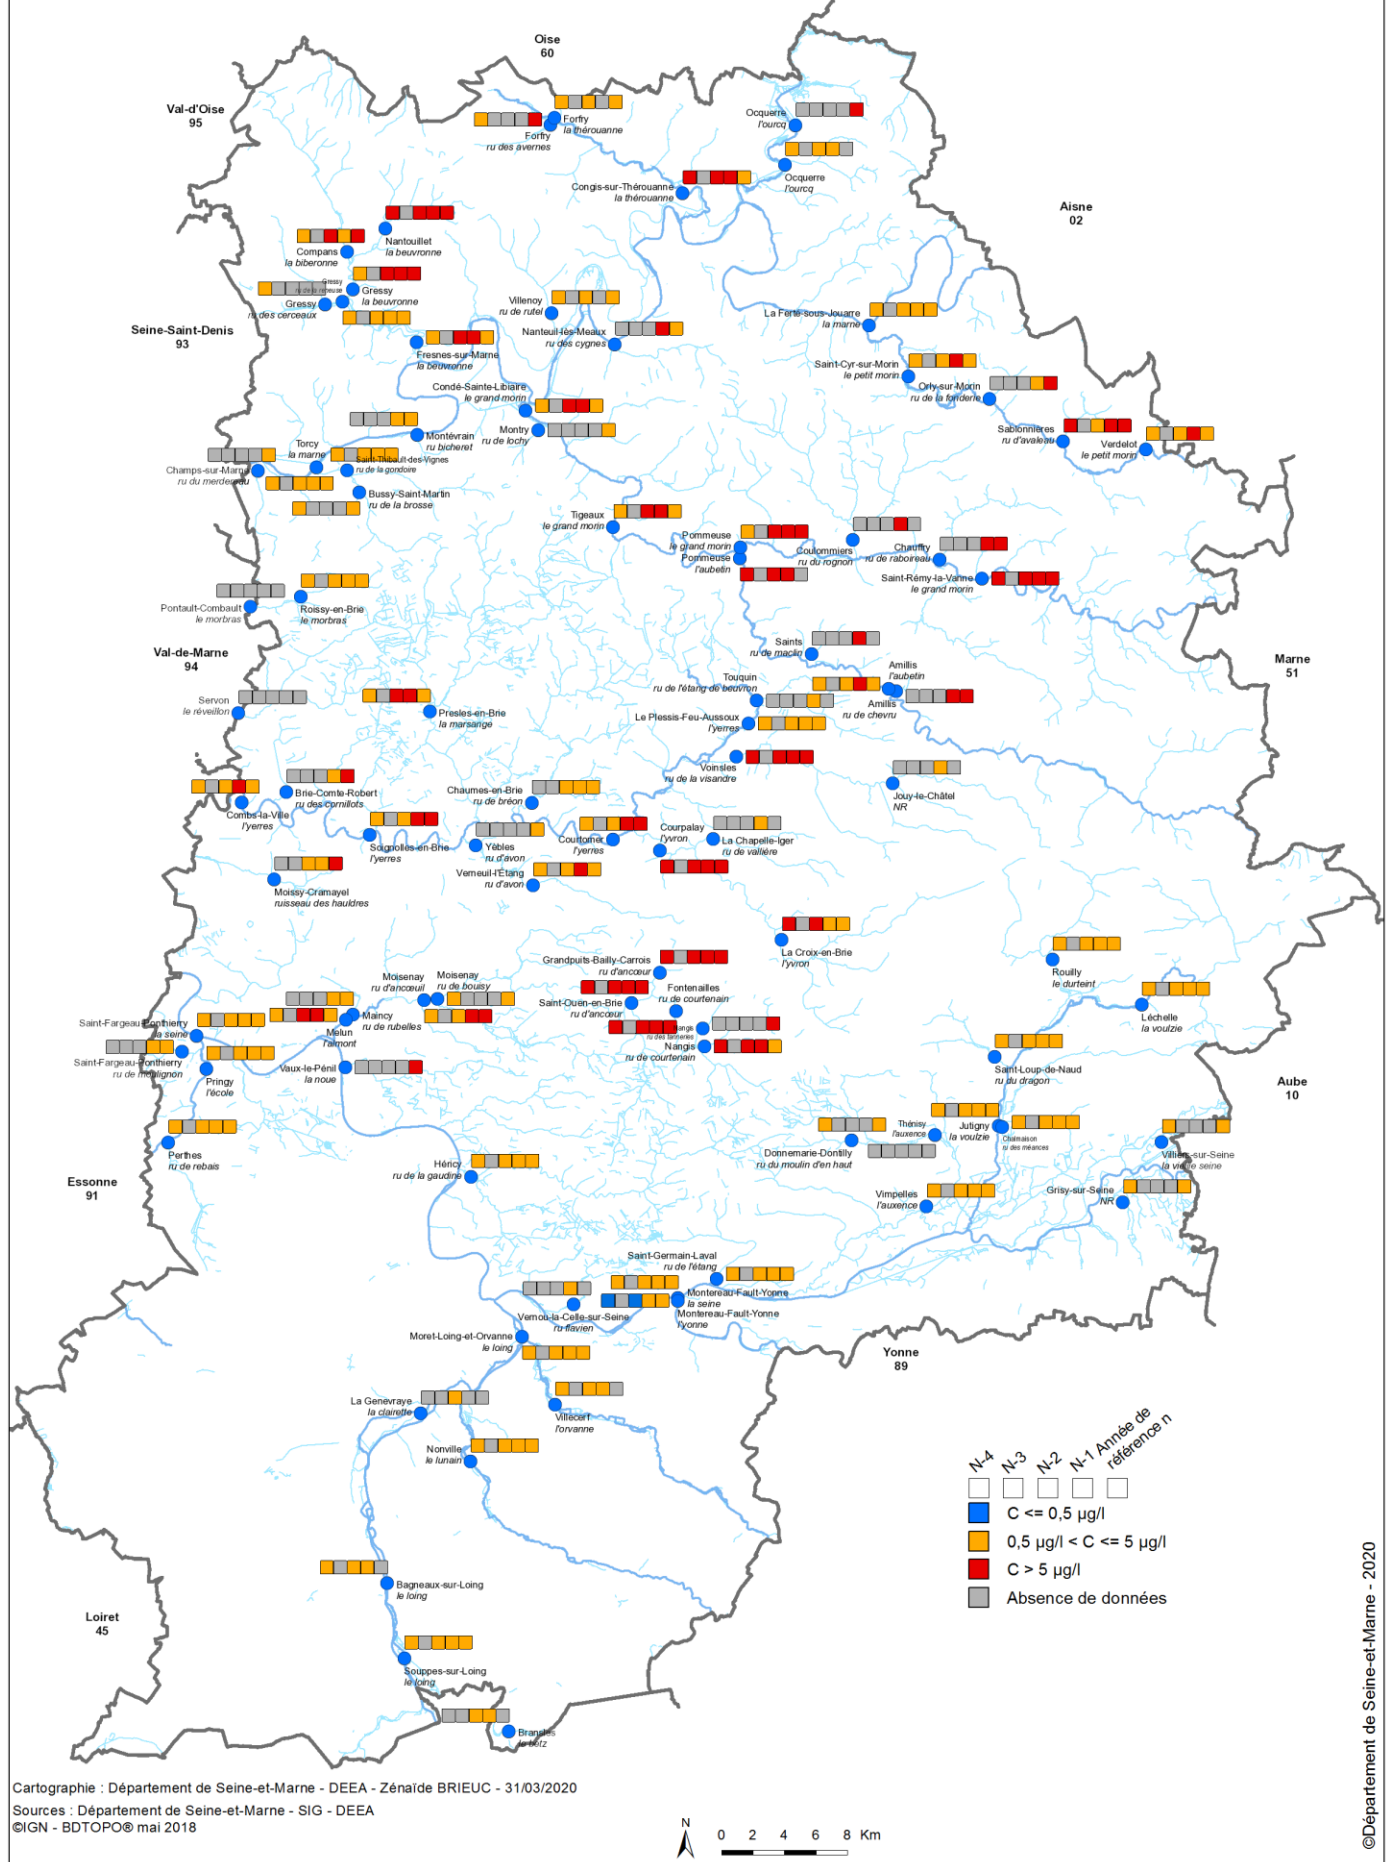 Oise
60
Val-d'Oise
95
Forfry
la thérouanne
Forfry
ru des avernes
Ocquerre
l'ourcq
Ocquerre
l'ourcq
Congis-sur-Thérouanne
la thérouanne
Aisne
02
Nantouillet
la beuvronne
Compans
la biberonne
Gressy
ru de la reneuse
Gressy
la beuvronne
Gressy
ru des cerceaux
Villenoy
ru de rutel
La Ferté-sous-Jouarre
la marne
Seine-Saint-Denis
93
Nanteuil-lès-Meaux
ru des cygnes
Fresnes-sur-Marne
la beuvronne
Saint-Cyr-sur-Morin
le petit morin
Orly-sur-Morin
ru de la fonderie
Condé-Sainte-Libiaire
le grand morin
Montry
ru de lochy
Sablonnières
ru d'avaleau
Verdelot
le petit morin
Montévrain
ru bicheret
Torcy
la marne
Saint-Thibault-des-Vignes
ru de la gondoire
Champs-sur-Marne
ru du merdereau
Bussy-Saint-Martin
ru de la brosse
Tigeaux
le grand morin
Pommeuse
le grand morin
Pommeuse
l'aubetin
Coulommiers
ru du rognon
Chauffry
ru de raboireau
Saint-Rémy-la-Vanne
le grand morin
Roissy-en-Brie
le morbras
Pontault-Combault
le morbras
Val-de-Marne
94
Saints
ru de maclin
Marne
51
Amillis
l'aubetin
Touquin
ru de l'étang de beuvron
Amillis
ru de chevru
Servon
le réveillon
Presles-en-Brie
la marsange
Le Plessis-Feu-Aussoux
l'yerres
Voinsles
ru de la visandre
Jouy-le-Châtel
NR
Brie-Comte-Robert
ru des cornillots
Chaumes-en-Brie
ru de bréon
Combs-la-Ville
l'yerres
Soignolles-en-Brie
l'yerres
Yèbles
ru d'avon
Courtomer
l'yerres
Courpalay
l'yvron
La Chapelle-Iger
ru de vallière
Verneuil-l'Etang
ru d'avon
Moissy-Cramayel
ruisseau des hauldres
La Croix-en-Brie
l'yvron
Grandpuits-Bailly-Carrois
ru d'ancœur
Rouilly
le durteint
Moisenay
ru d'ancœuil
Moisenay
ru de bouisy
Saint-Ouen-en-Brie
ru d'ancœur
Fontenailles
ru de courtenain
Léchelle
la voulzie
Saint-Fargeau-Ponthierry
la seine
Maincy
ru de rubelles
Melun
l'almont
Nangis
ru des tanneries
Nangis
ru de courtenain
Saint-Fargeau-Ponthierry
ru de moulignon
Pringy
l'école
Vaux-le-Pénil
la noue
Saint-Loup-de-Naud
ru du dragon
Aube
10
Perthes
ru de rebais
Donnemarie-Dontilly
ru du moulin d'en haut
Thénisy
l'auxence
Jutigny
la voulzie
Chalmaison
ru des méances
Villiers-sur-Seine
la vieille seine
Essonne
91
Héricy
ru de la gaudine
Vimpelles
l'auxence
Grisy-sur-Seine
NR
Saint-Germain-Laval
ru de l'étang
Montereau-Fault-Yonne
la seine
Montereau-Fault-Yonne
l'yonne
Vernou-la-Celle-sur-Seine
ru flavien
Moret-Loing-et-Orvanne
le loing
Yonne
89
La Genevraye
la clairette
Villecerf
l'orvanne
Nonville
le lunain
N-4
N-3
N-2
N-1
Année de
référence n
C <= 0,5 µg/l
0,5 µg/l < C <= 5 µg/l
C > 5 µg/l
Absence de données
Bagneaux-sur-Loing
le loing
Loiret
45
Souppes-sur-Loing
le loing
Bransles
le betz
Cartographie : Département de Seine-et-Marne - DEEA - Zénaïde BRIEUC - 31/03/2020
Sources : Département de Seine-et-Marne - SIG - DEEA
©IGN - BDTOPO® mai 2018
N
0 2 4 6 8 Km
©Département de Seine-et-Marne - 2020